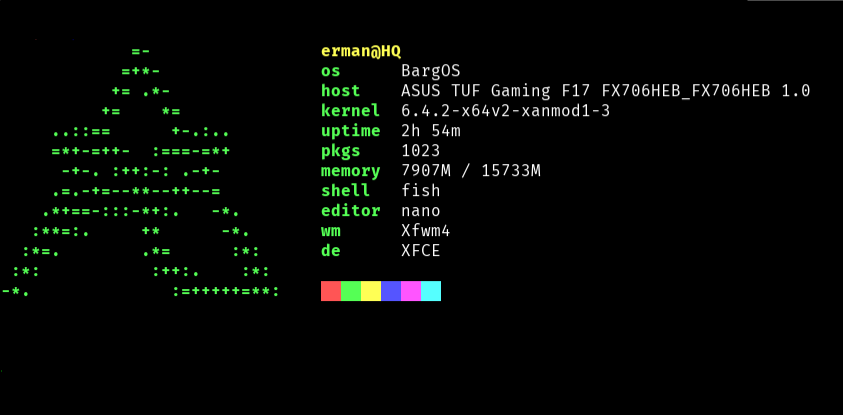 erman@HQ
os BargOS
host ASUS TUF Gaming F17 FX706HEB_FX706HEB 1.0
kernel 6.4.2-x64v2-xanmod1-3
uptime 2h 54m
pkgs 1023
memory 7907M / 15733M
shell fish
editor nano
wm Xfwm4
de XFCE